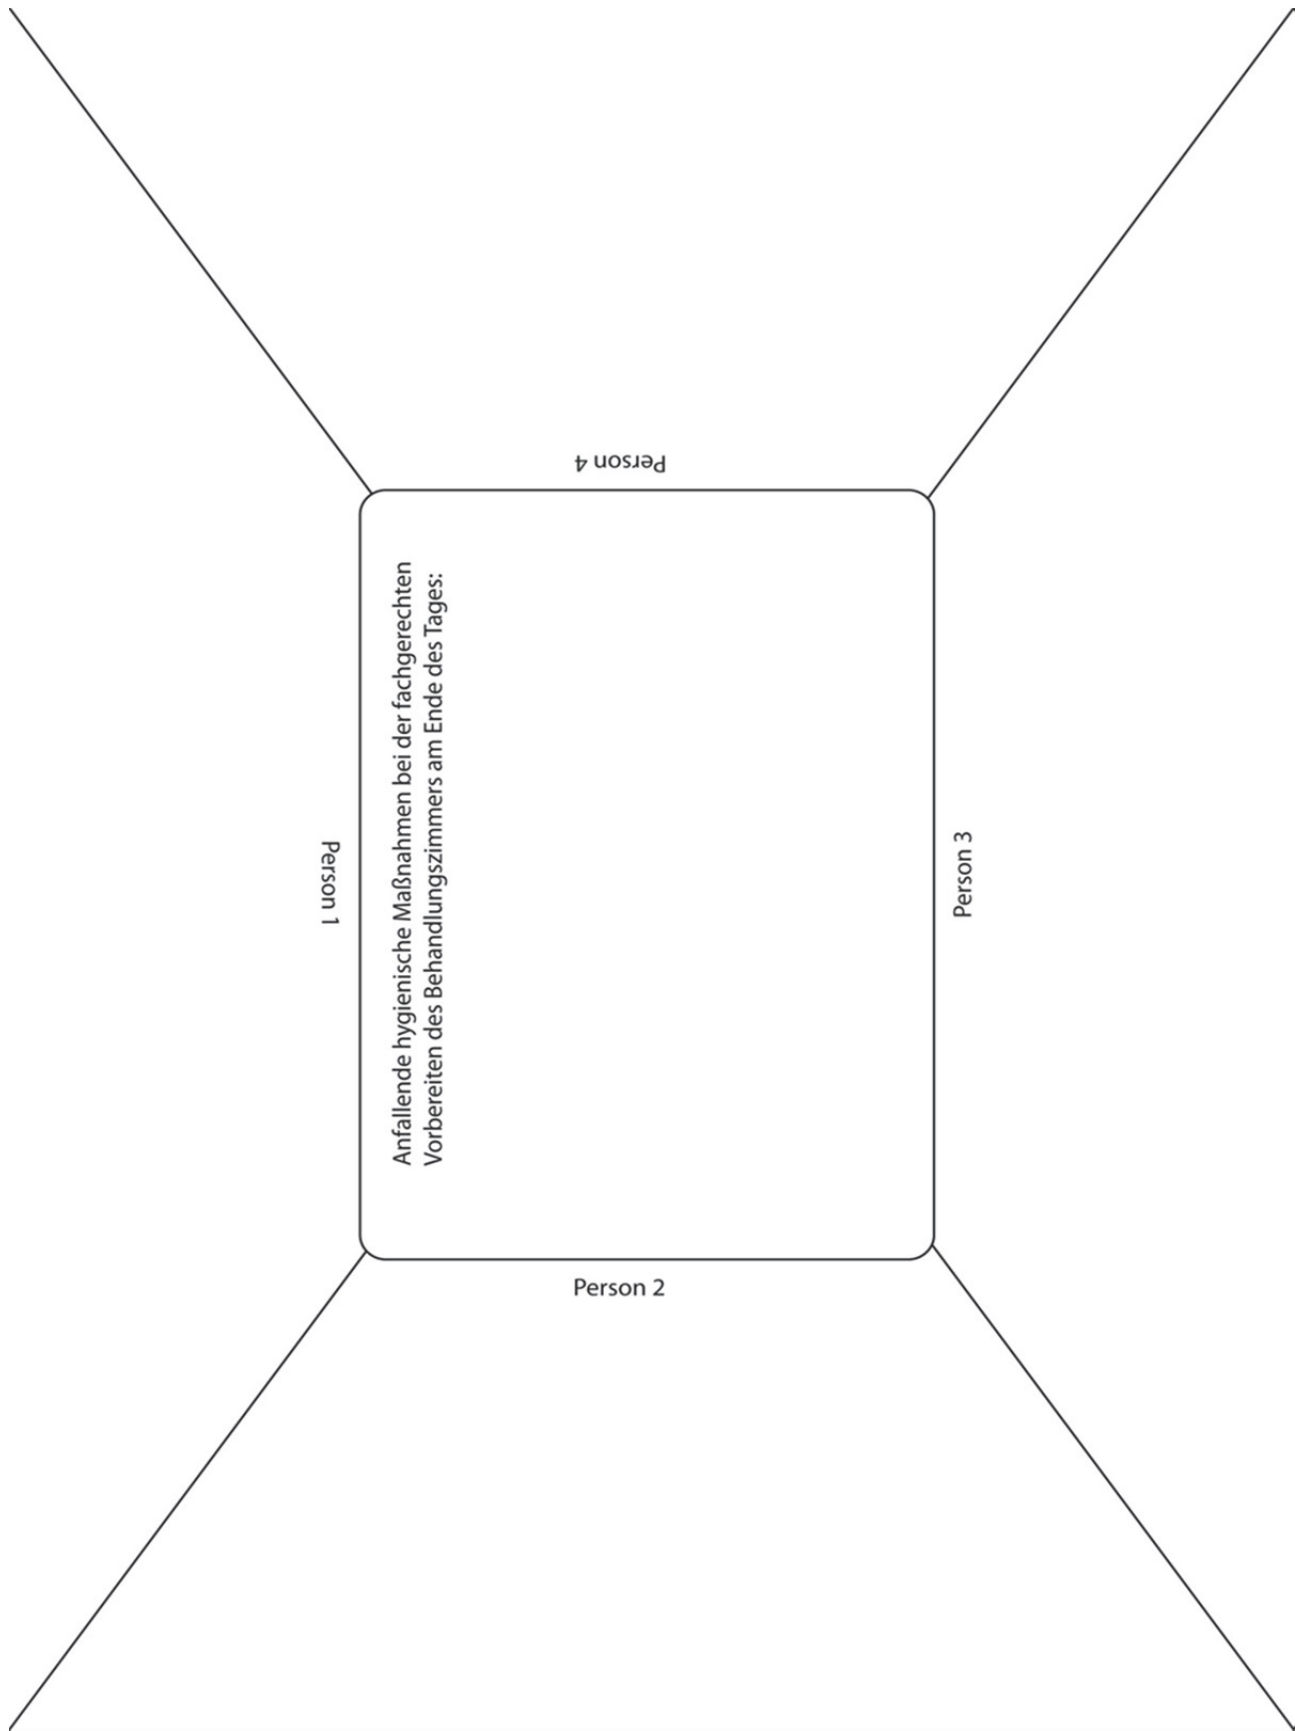 Person 4
Anfallende hygienische Maßnahmen bei der fachgerechten
Vorbereiten des Behandlungszimmers am Ende des Tages:
Person 1
Person 3
Person 2